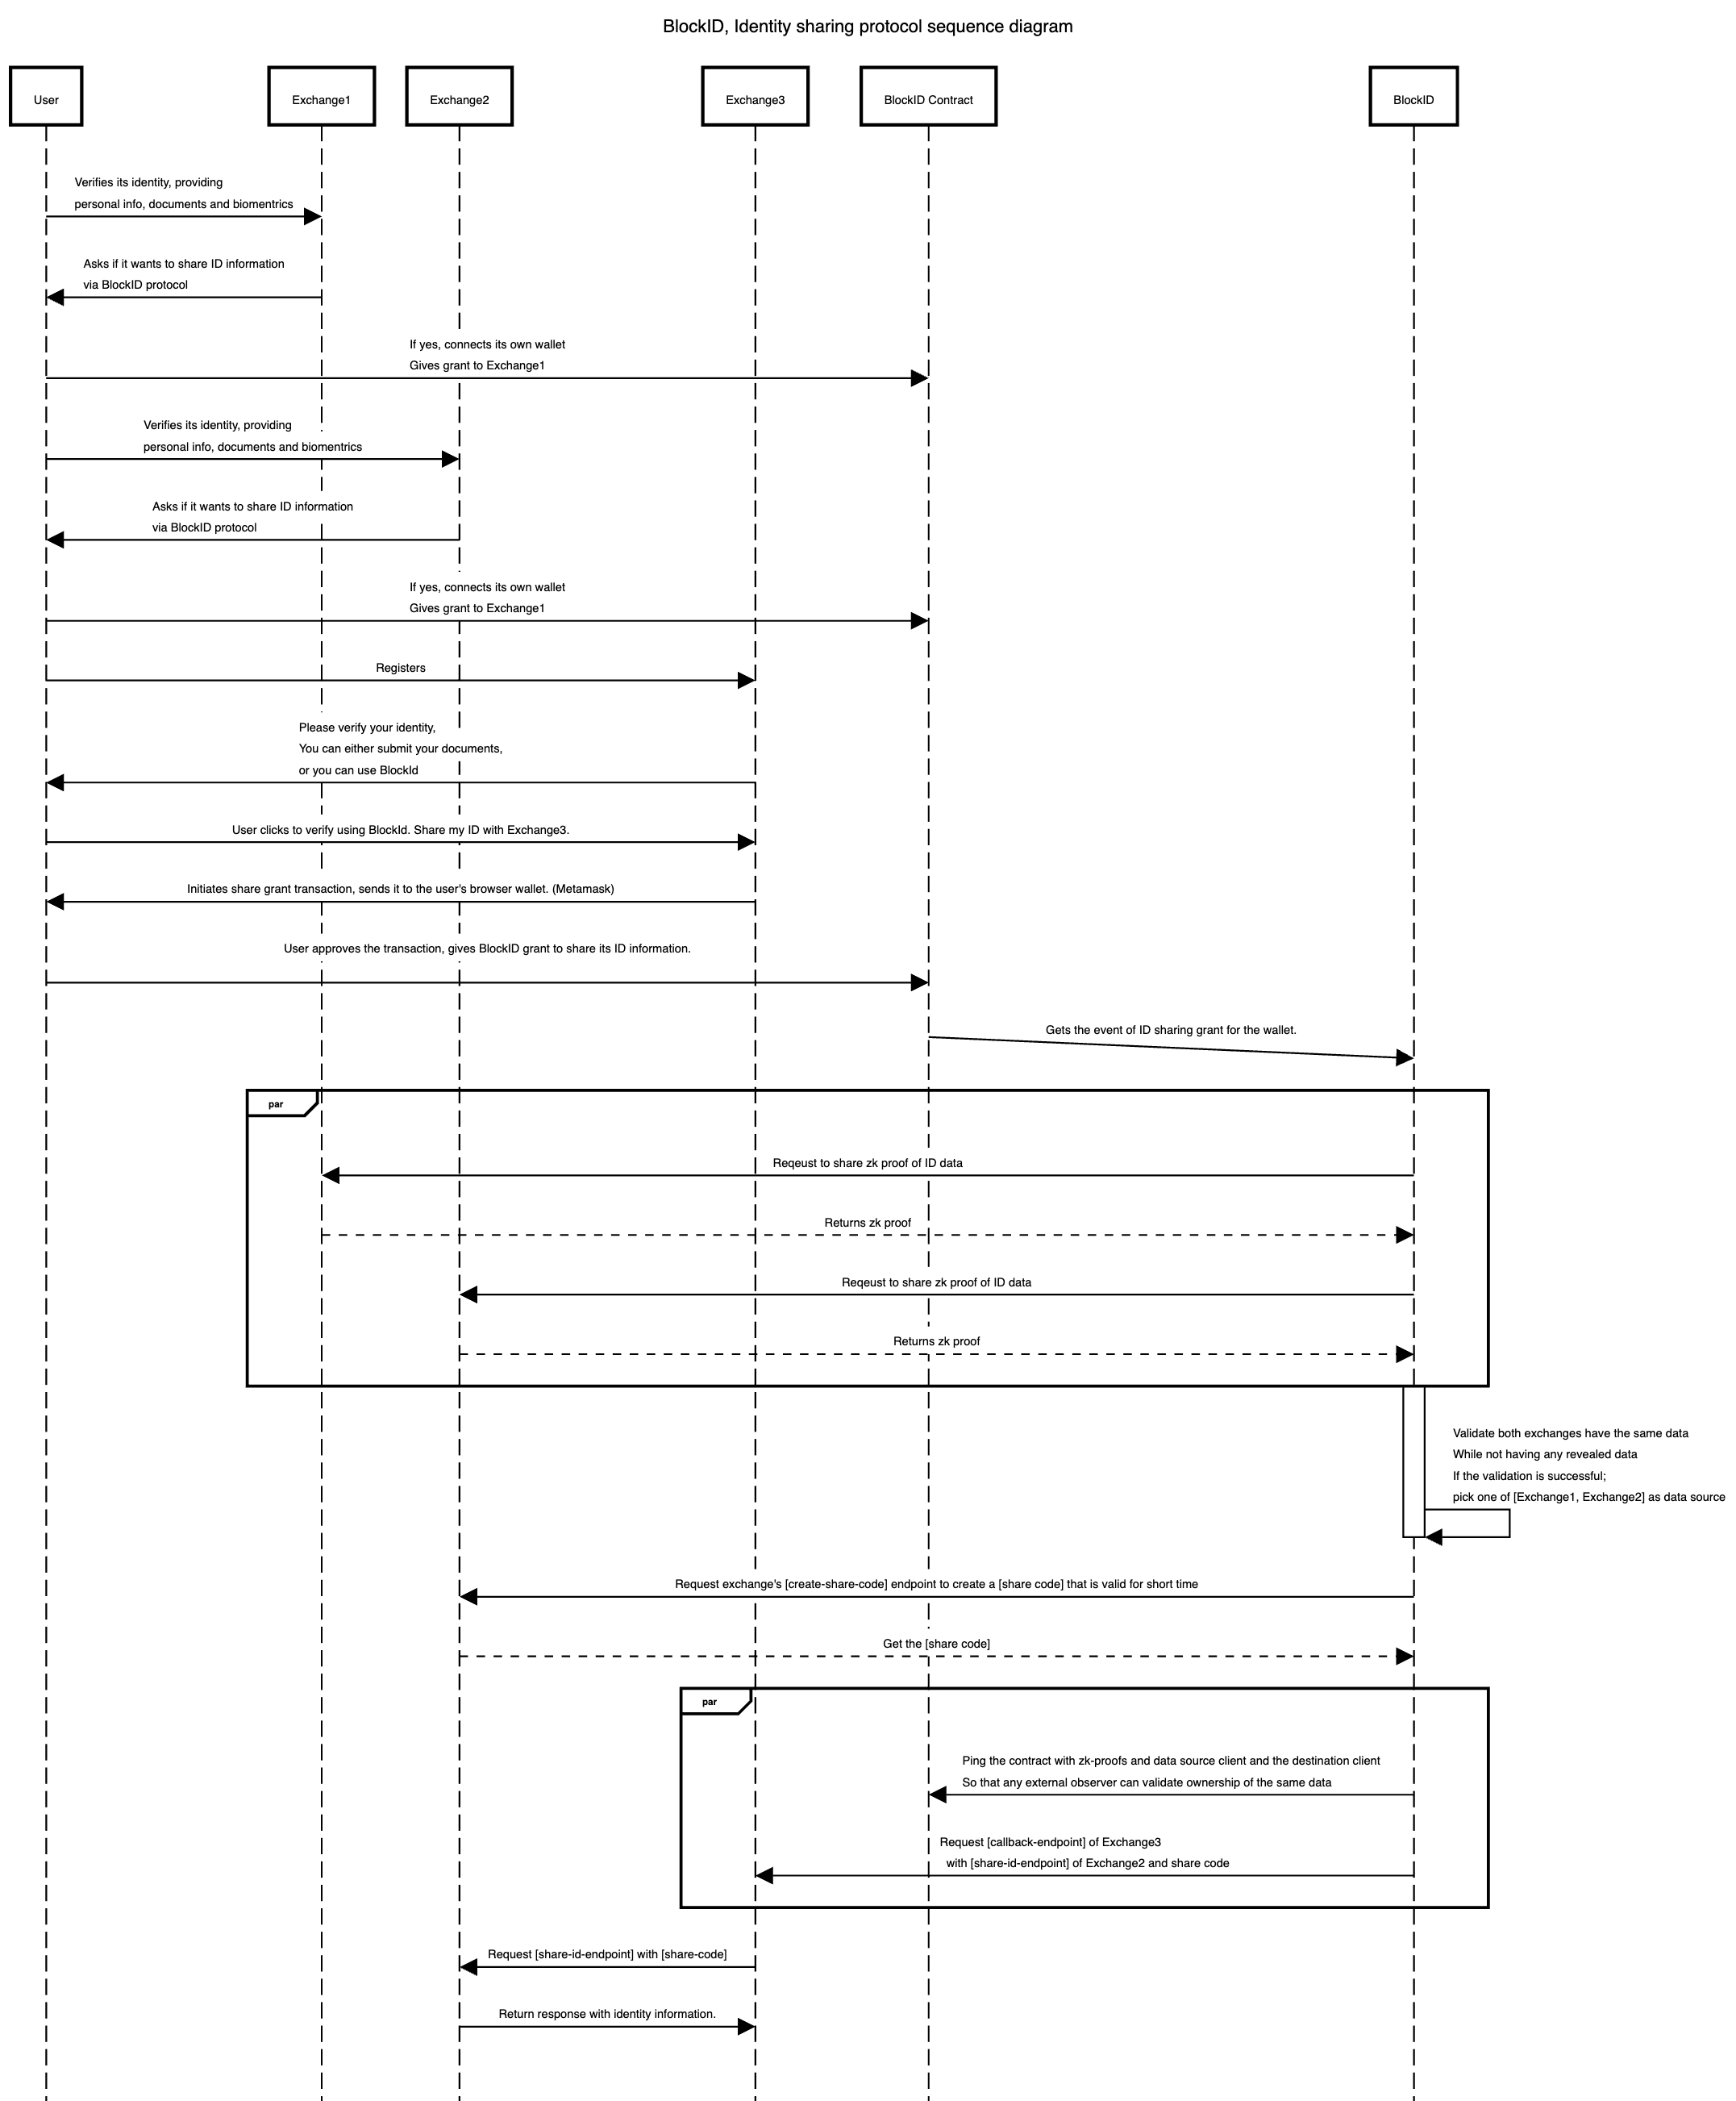 BlockID, Identity sharing protocol sequence diagram
User
Exchange1
Exchange2
Exchange3
BlockID Contract
BlockID
Verifies its identity, providing
personal info, documents and biomentrics
Asks if it wants to share ID information
via BlockID protocol
If yes, connects its own wallet
Gives grant to Exchange1
Verifies its identity, providing
personal info, documents and biomentrics
Asks if it wants to share ID information
via BlockID protocol
If yes, connects its own wallet
Gives grant to Exchange1
Registers
Please verify your identity,
You can either submit your documents,
or you can use BlockId
User clicks to verify using BlockId. Share my ID with Exchange3.
Initiates share grant transaction, sends it to the user's browser wallet. (Metamask)
User approves the transaction, gives BlockID grant to share its ID information.
Gets the event of ID sharing grant for the wallet.
par
Reqeust to share zk proof of ID data
Returns zk proof
Reqeust to share zk proof of ID data
Returns zk proof
Validate both exchanges have the same data
While not having any revealed data
If the validation is successful;
pick one of [Exchange1, Exchange2] as data source
Request exchange's [create-share-code] endpoint to create a [share code] that is valid for short time
Get the [share code]
par
Ping the contract with zk-proofs and data source client and the destination client
So that any external observer can validate ownership of the same data
Request [callback-endpoint] of Exchange3
with [share-id-endpoint] of Exchange2 and share code
Request [share-id-endpoint] with [share-code]
Return response with identity information.